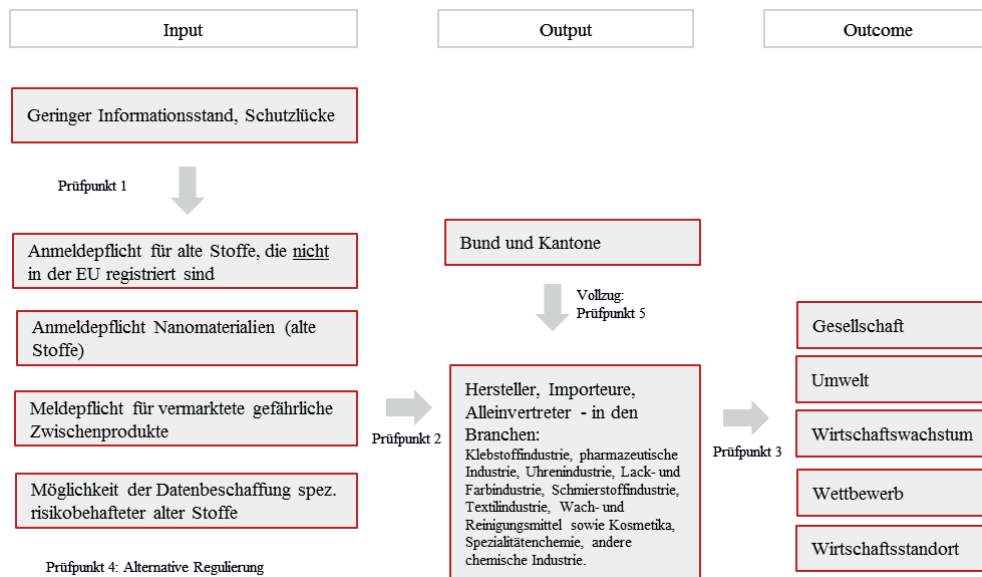 Input
Output
Outcome
Geringer Informationsstand, Schutzlücke
Prüfpunkt 1
Anmeldepflicht für alte Stoffe, die nicht
in der EU registriert sind
Anmeldepflicht Nanomaterialien (alte
Stoffe)
Meldepflicht für vermarktete gefährliche
Zwischenprodukte
Möglichkeit der Datenbeschaffung spez.
risikobehafteter alter Stoffe
Prüfpunkt 4: Alternative Regulierung
Prüfpunkt 2
Bund und Kantone
Vollzug:
Prüfpunkt 5
Hersteller, Importeure,
Alleinvertreter - in den
Branchen:
Klebstoffindustrie, pharmazeutische
Industrie, Uhrenindustrie, Lack- und
Farbindustrie, Schmierstoffindustrie,
Textilindustrie, Wach- und
Reinigungsmittel sowie Kosmetika,
Spezialitätenchemie, andere
chemische Industrie.
Prüfpunkt 3
Gesellschaft
Umwelt
Wirtschaftswachstum
Wettbewerb
Wirtschaftsstandort